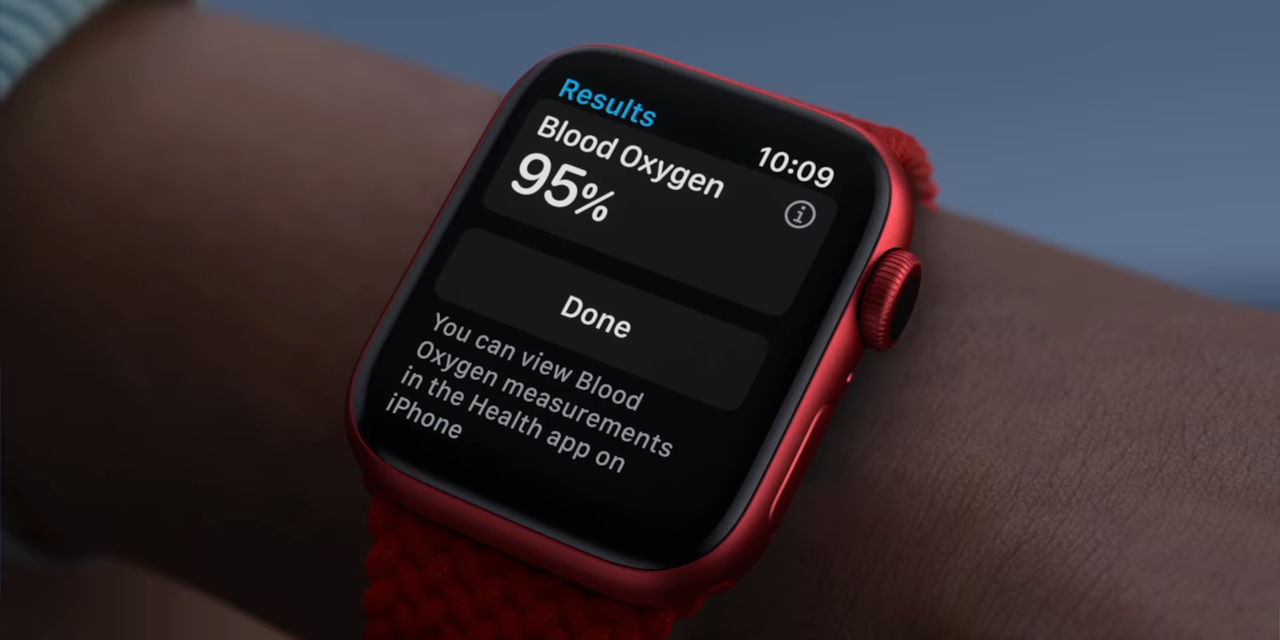 Results
10:09
Blood Oxygen
95%
Done
You can view Blood
Oxygen measurements
in the Health app on
iPhone